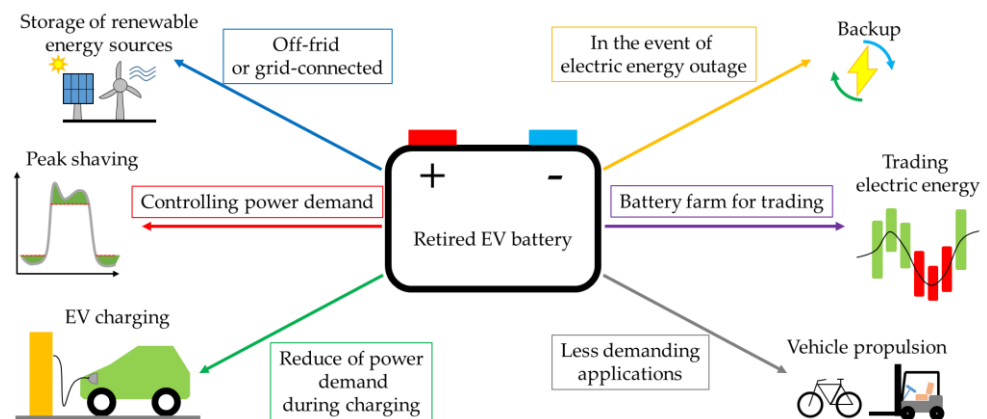 Storage of renewable
energy sources
Off-frid
or grid-connected
In the event of
electric energy outage
Backup
Peak shaving
Controlling power demand
+
-
Retired EV battery
Battery farm for trading
Trading
electric energy
EV charging
Reduce of power
demand
during charging
Less demanding
applications
Vehicle propulsion